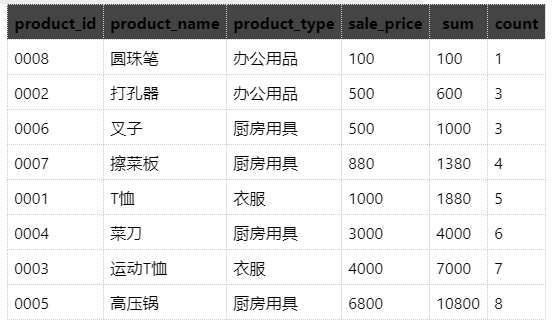 product_id product_name product_type sale_price sum count
0008 圆珠笔 办公用品 100 100 1
0002 打孔器 办公用品 500 600 3
0006 叉子 厨房用具 500 1000 3
0007 擦菜板 厨房用具 880 1380 4
0001 T恤 衣服 1000 1880 5
0004 菜刀 厨房用具 3000 4000 6
0003 运动T恤 衣服 4000 7000 7
0005 高压锅 厨房用具 6800 10800 8